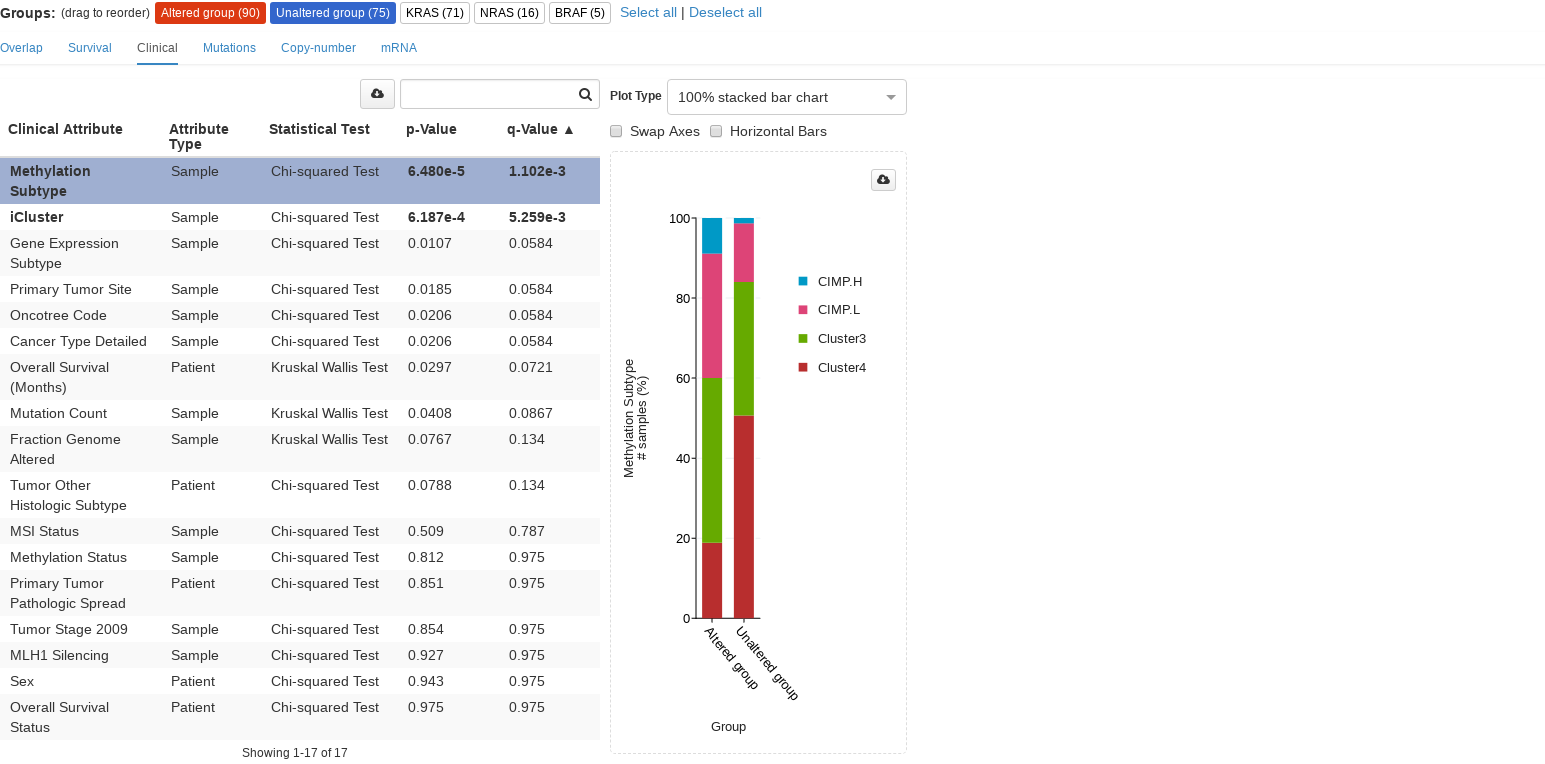 Groups: (drag to reorder) Altered group (90) Unaltered group (75) KRAS (71) NRAS (16) BRAF (5) Select all | Deselect all
Overlap Survival Clinical Mutations Copy-number mRNA
Plot Type 100% stacked bar chart
Swap Axes Horizontal Bars
Clinical Attribute Attribute Type Statistical Test p-Value q-Value ▲
Methylation Subtype Sample Chi-squared Test 6.480e-5 1.102e-3
iCluster Sample Chi-squared Test 6.187e-4 5.259e-3
Gene Expression Subtype Sample Chi-squared Test 0.0107 0.0584
Primary Tumor Site Sample Chi-squared Test 0.0185 0.0584
Oncotree Code Sample Chi-squared Test 0.0206 0.0584
Cancer Type Detailed Sample Chi-squared Test 0.0206 0.0584
Overall Survival (Months) Patient Kruskal Wallis Test 0.0297 0.0721
Mutation Count Sample Kruskal Wallis Test 0.0408 0.0867
Fraction Genome Altered Sample Kruskal Wallis Test 0.0767 0.134
Tumor Other Histologic Subtype Patient Chi-squared Test 0.0788 0.134
MSI Status Sample Chi-squared Test 0.509 0.787
Methylation Status Sample Chi-squared Test 0.812 0.975
Primary Tumor Pathologic Spread Patient Chi-squared Test 0.851 0.975
Tumor Stage 2009 Sample Chi-squared Test 0.854 0.975
MLH1 Silencing Sample Chi-squared Test 0.927 0.975
Sex Patient Chi-squared Test 0.943 0.975
Overall Survival Status Patient Chi-squared Test 0.975 0.975
Showing 1-17 of 17
Methylation Subtype
# samples (%)
100
80
60
40
20
0
CIMP.H
CIMP.L
Cluster3
Cluster4
Altered group
Unaltered group
Group